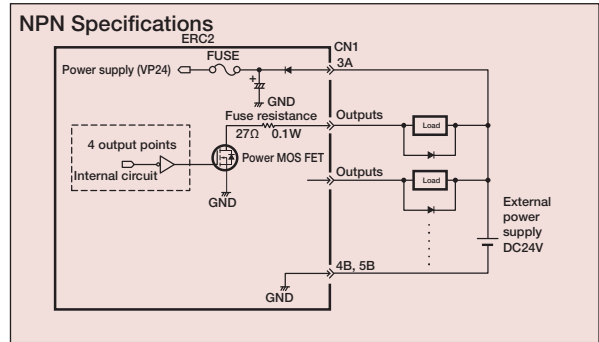 NPN Specifications
ERC2
CN1
FUSE
3A
Power supply (VP24)
+
GND
Fuse resistance
Outputs
27Ω 0.1W
Load
4 output points
Power MOS FET
Internal circuit
Outputs
Load
GND
External
power
supply
DC24V
4B, 5B
GND